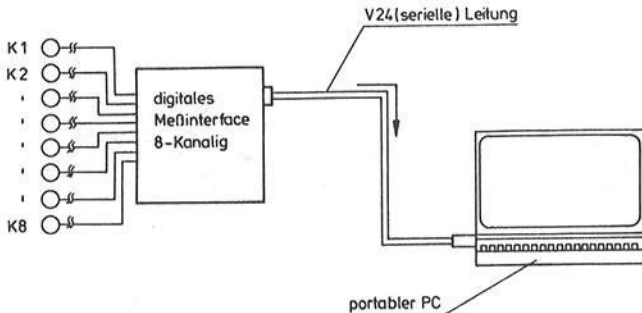 V24(serielle) Leitung
K1
K2
'
'
'
'
'
K8
digitales
Meßinterface
8-Kanalig
portabler PC